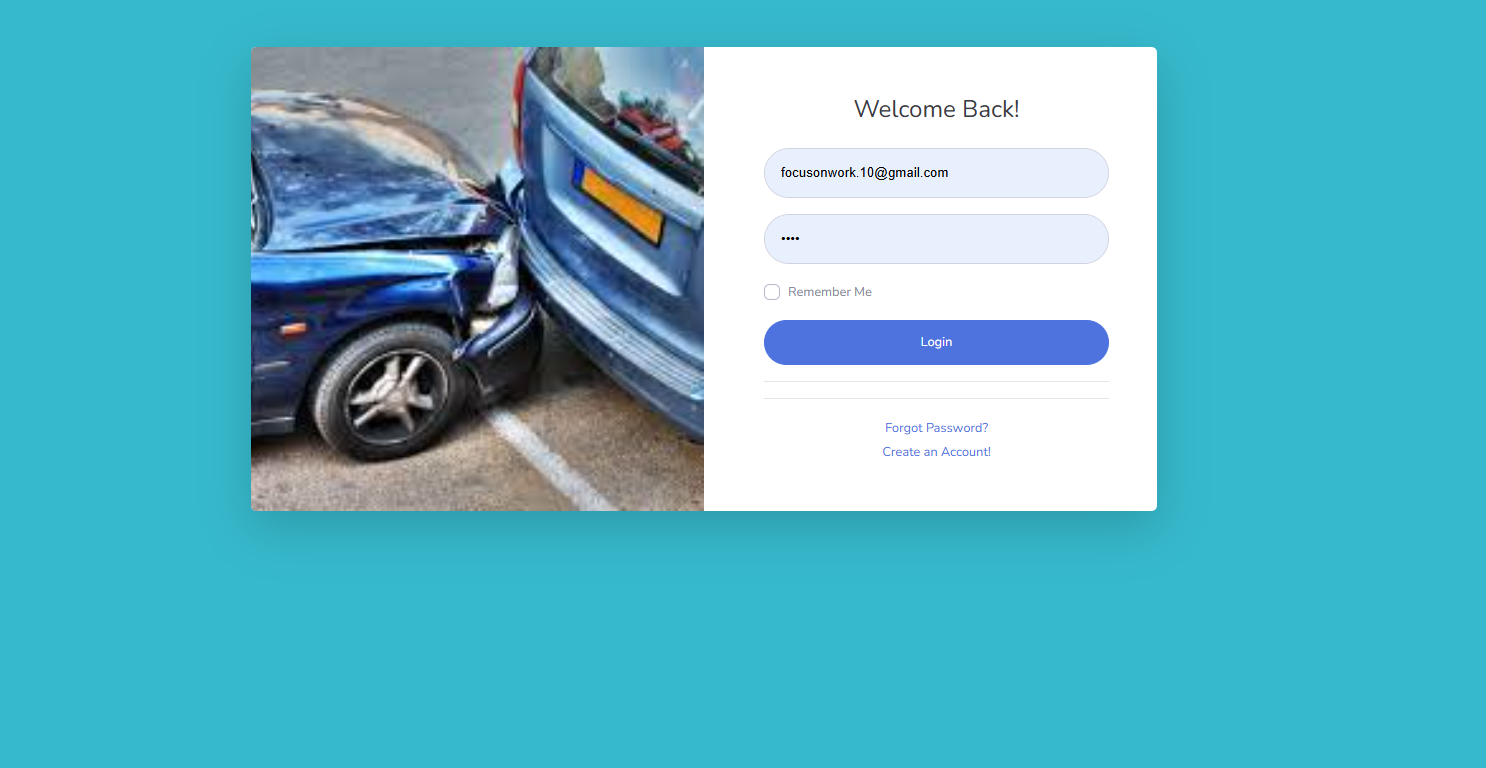 Welcome Back!
focusonwork.10@gmail.com
••••
Remember Me
Login
Forgot Password?
Create an Account!